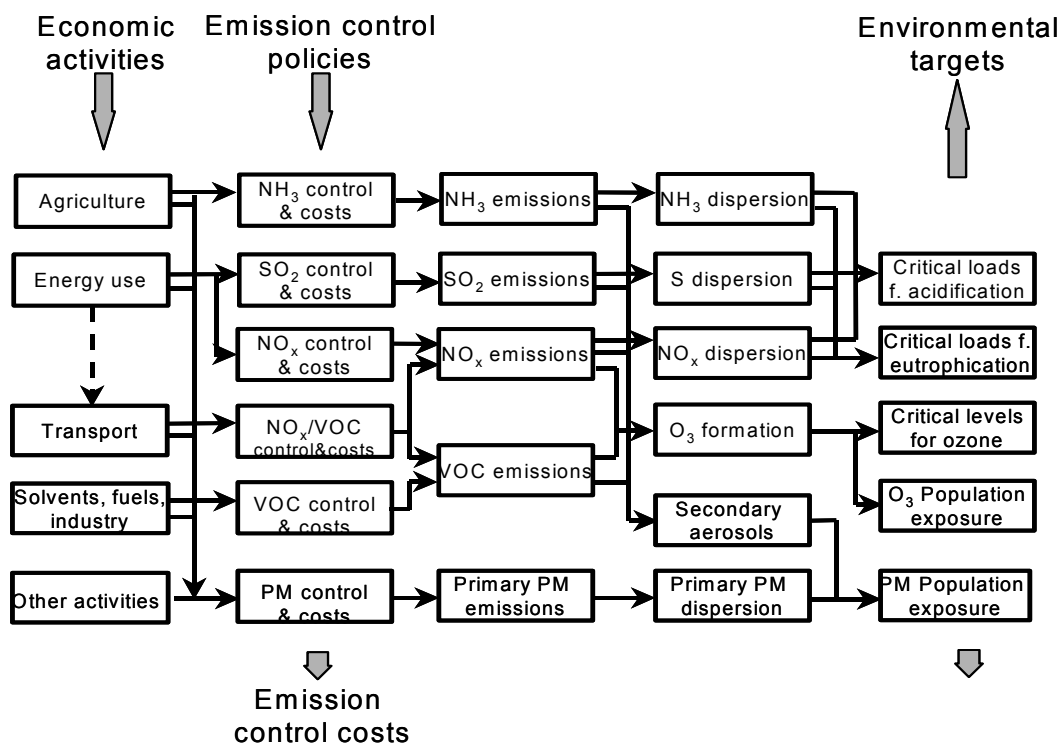 Economic
activities
Emission control
policies
Environmental
targets
Agriculture
NH₃ control
& costs
NH₃ emissions
NH₃ dispersion
Energy use
SO₂ control
& costs
SO₂ emissions
S dispersion
Critical loads
f. acidification
NOₓ control
& costs
NOₓ emissions
NOₓ dispersion
Critical loads f.
eutrophication
Transport
NOₓ/VOC
control&costs
VOC emissions
O₃ formation
Critical levels
for ozone
Solvents, fuels,
industry
VOC control
& costs
Secondary
aerosols
O₃ Population
exposure
Other activities
PM control
& costs
Primary PM
emissions
Primary PM
dispersion
PM Population
exposure
Emission
control costs